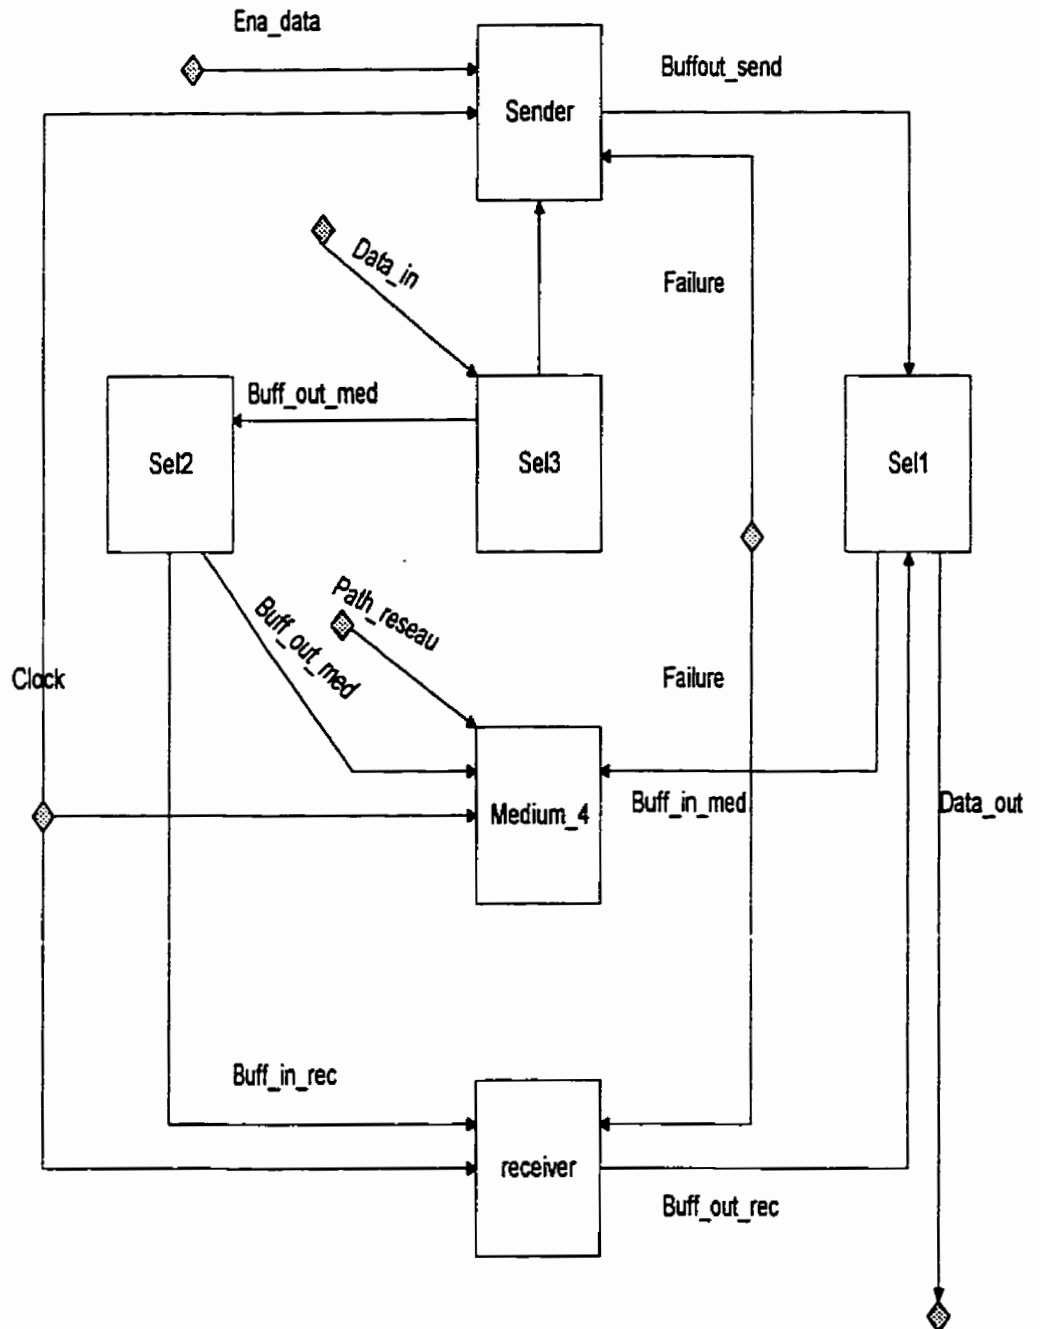 Ena_data
Buffout_send
Sender
Data_in
Failure
Buff_out_med
Sel2
Sel3
Sel1
Path_reseau
Buff_out_med
Clock
Failure
Buff_in_med
Data_out
Medium_4
Buff_in_rec
receiver
Buff_out_rec